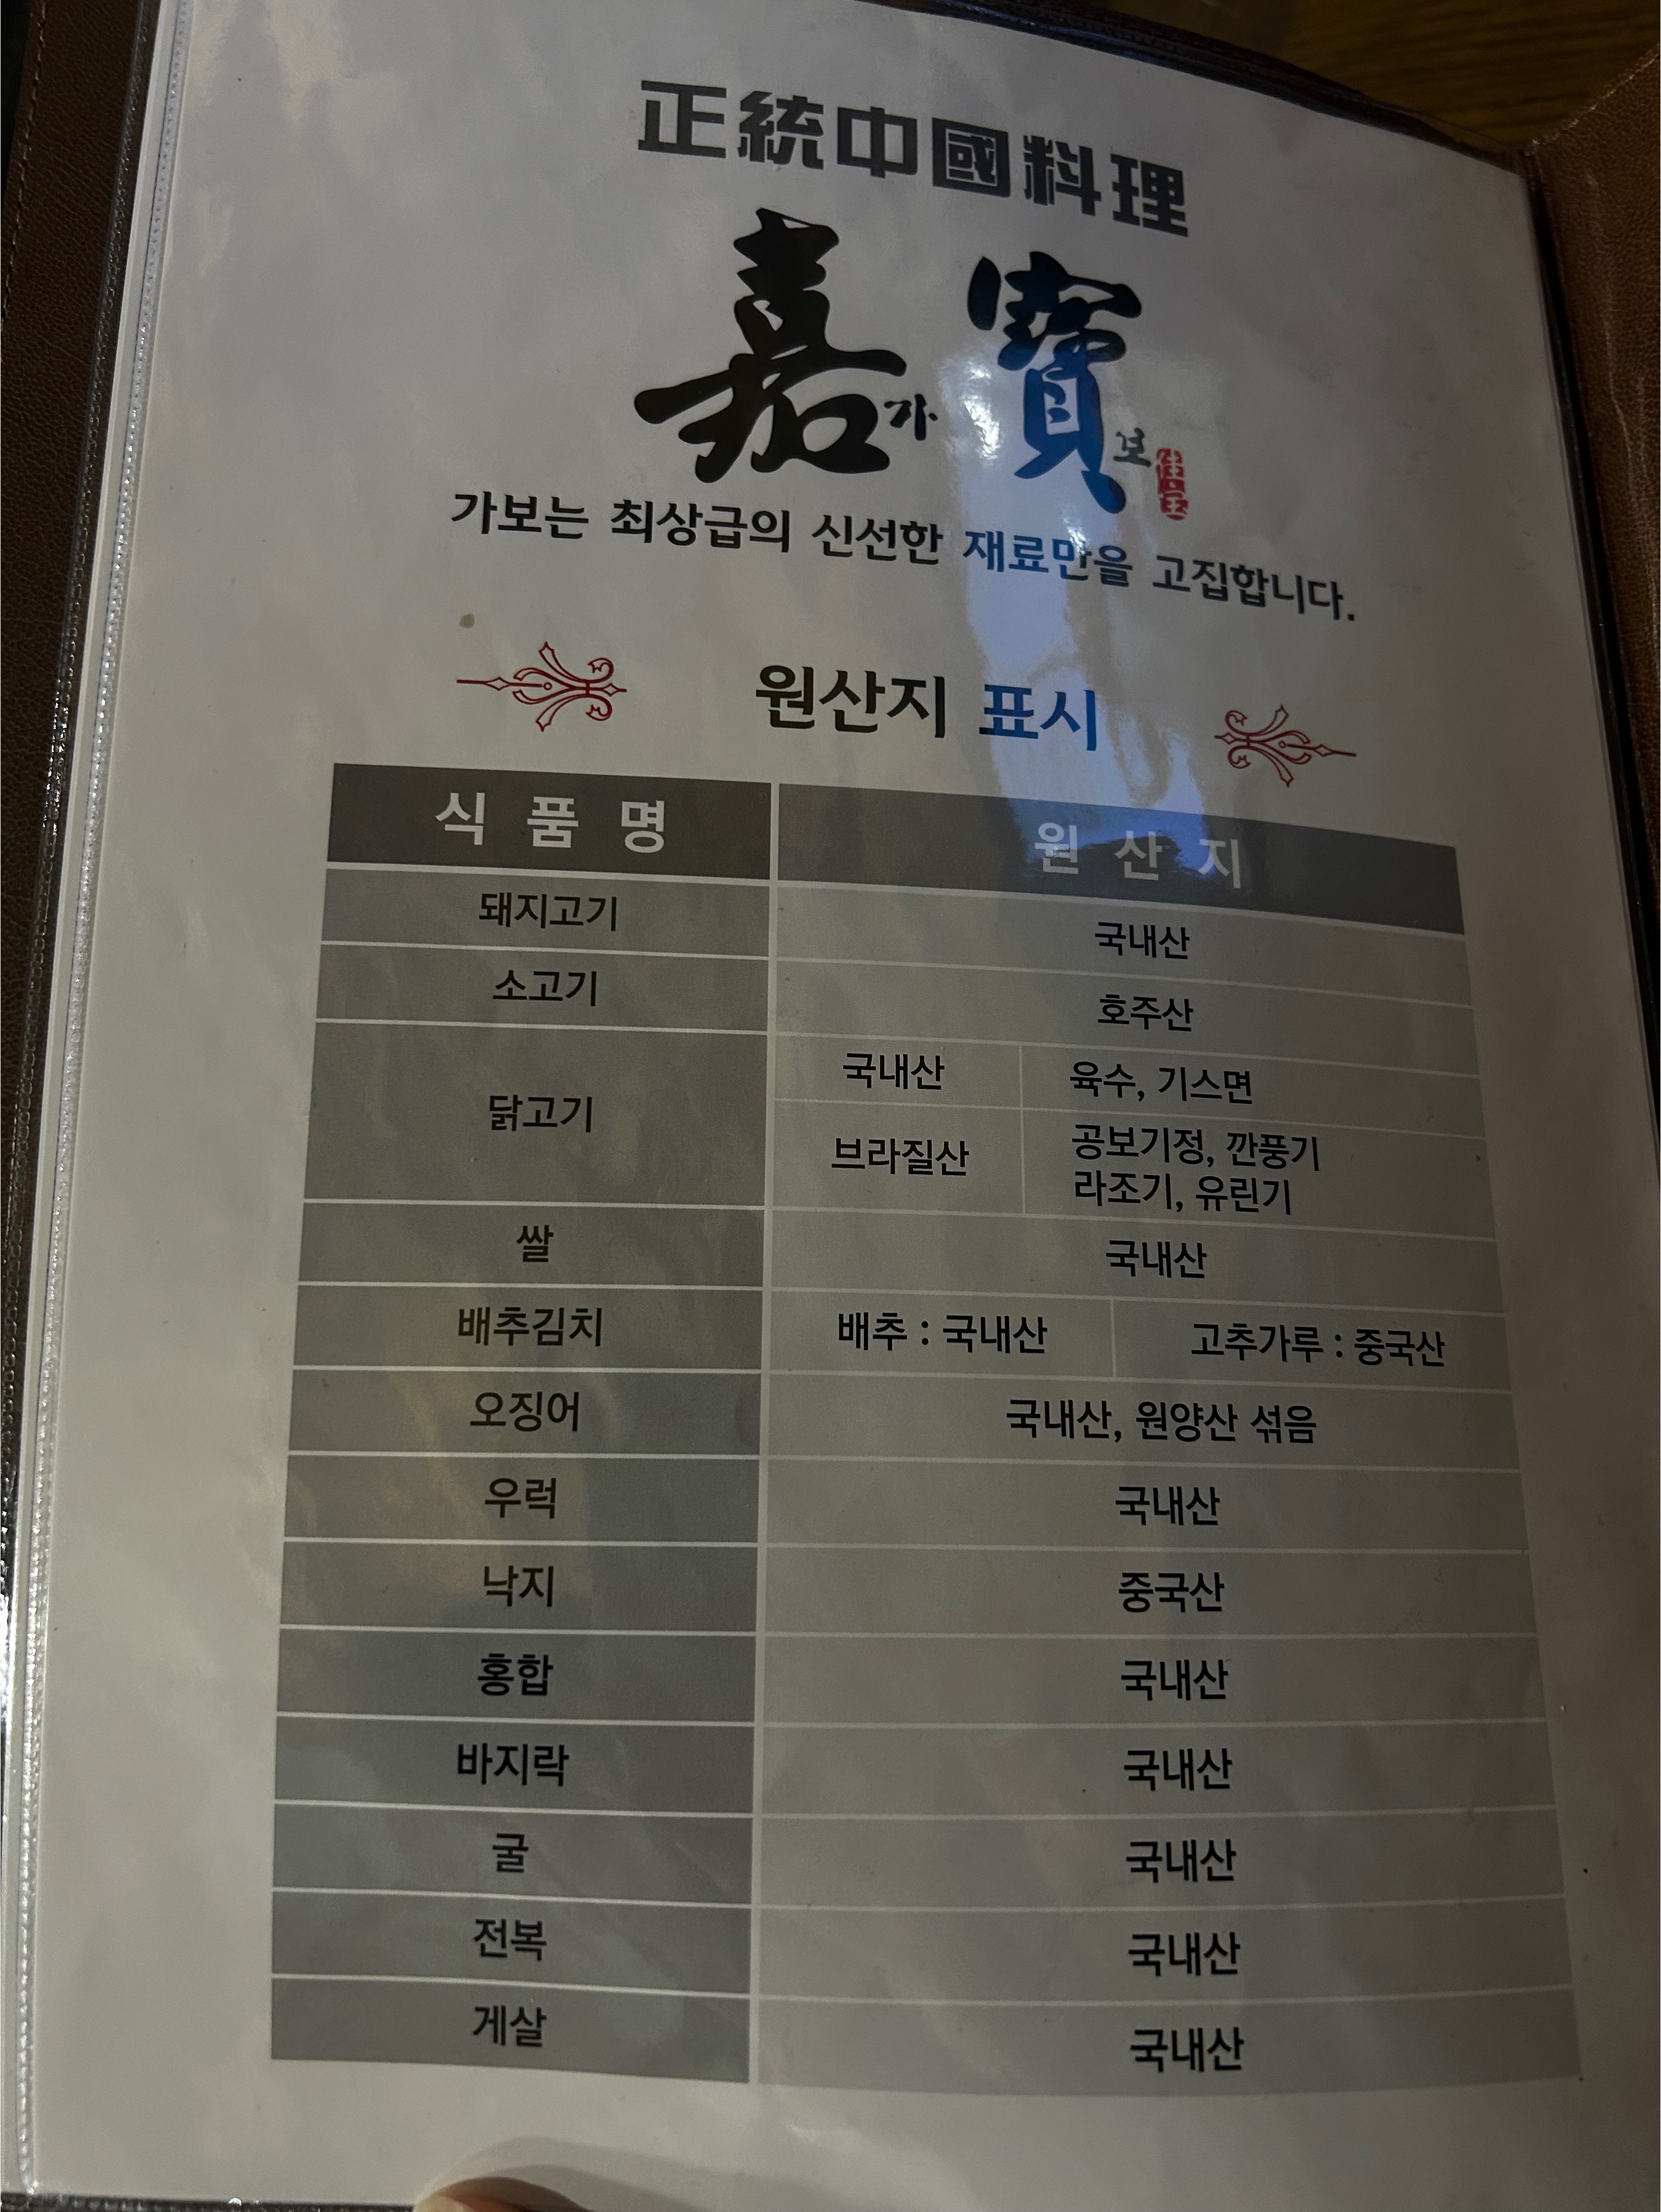 正統中國料理
嘉가 寶보
가보는 최상급의 신선한 재료만을 고집합니다.
원산지 표시
식 품 명 원 산 지
돼지고기 국내산
소고기 호주산
닭고기 국내산 육수, 기스면
브라질산 공보기정, 깐풍기
라조기, 유린기
쌀 국내산
배추김치 배추 : 국내산 고추가루 : 중국산
오징어 국내산, 원양산 섞음
우럭 국내산
낙지 중국산
홍합 국내산
바지락 국내산
굴 국내산
전복 국내산
게살 국내산